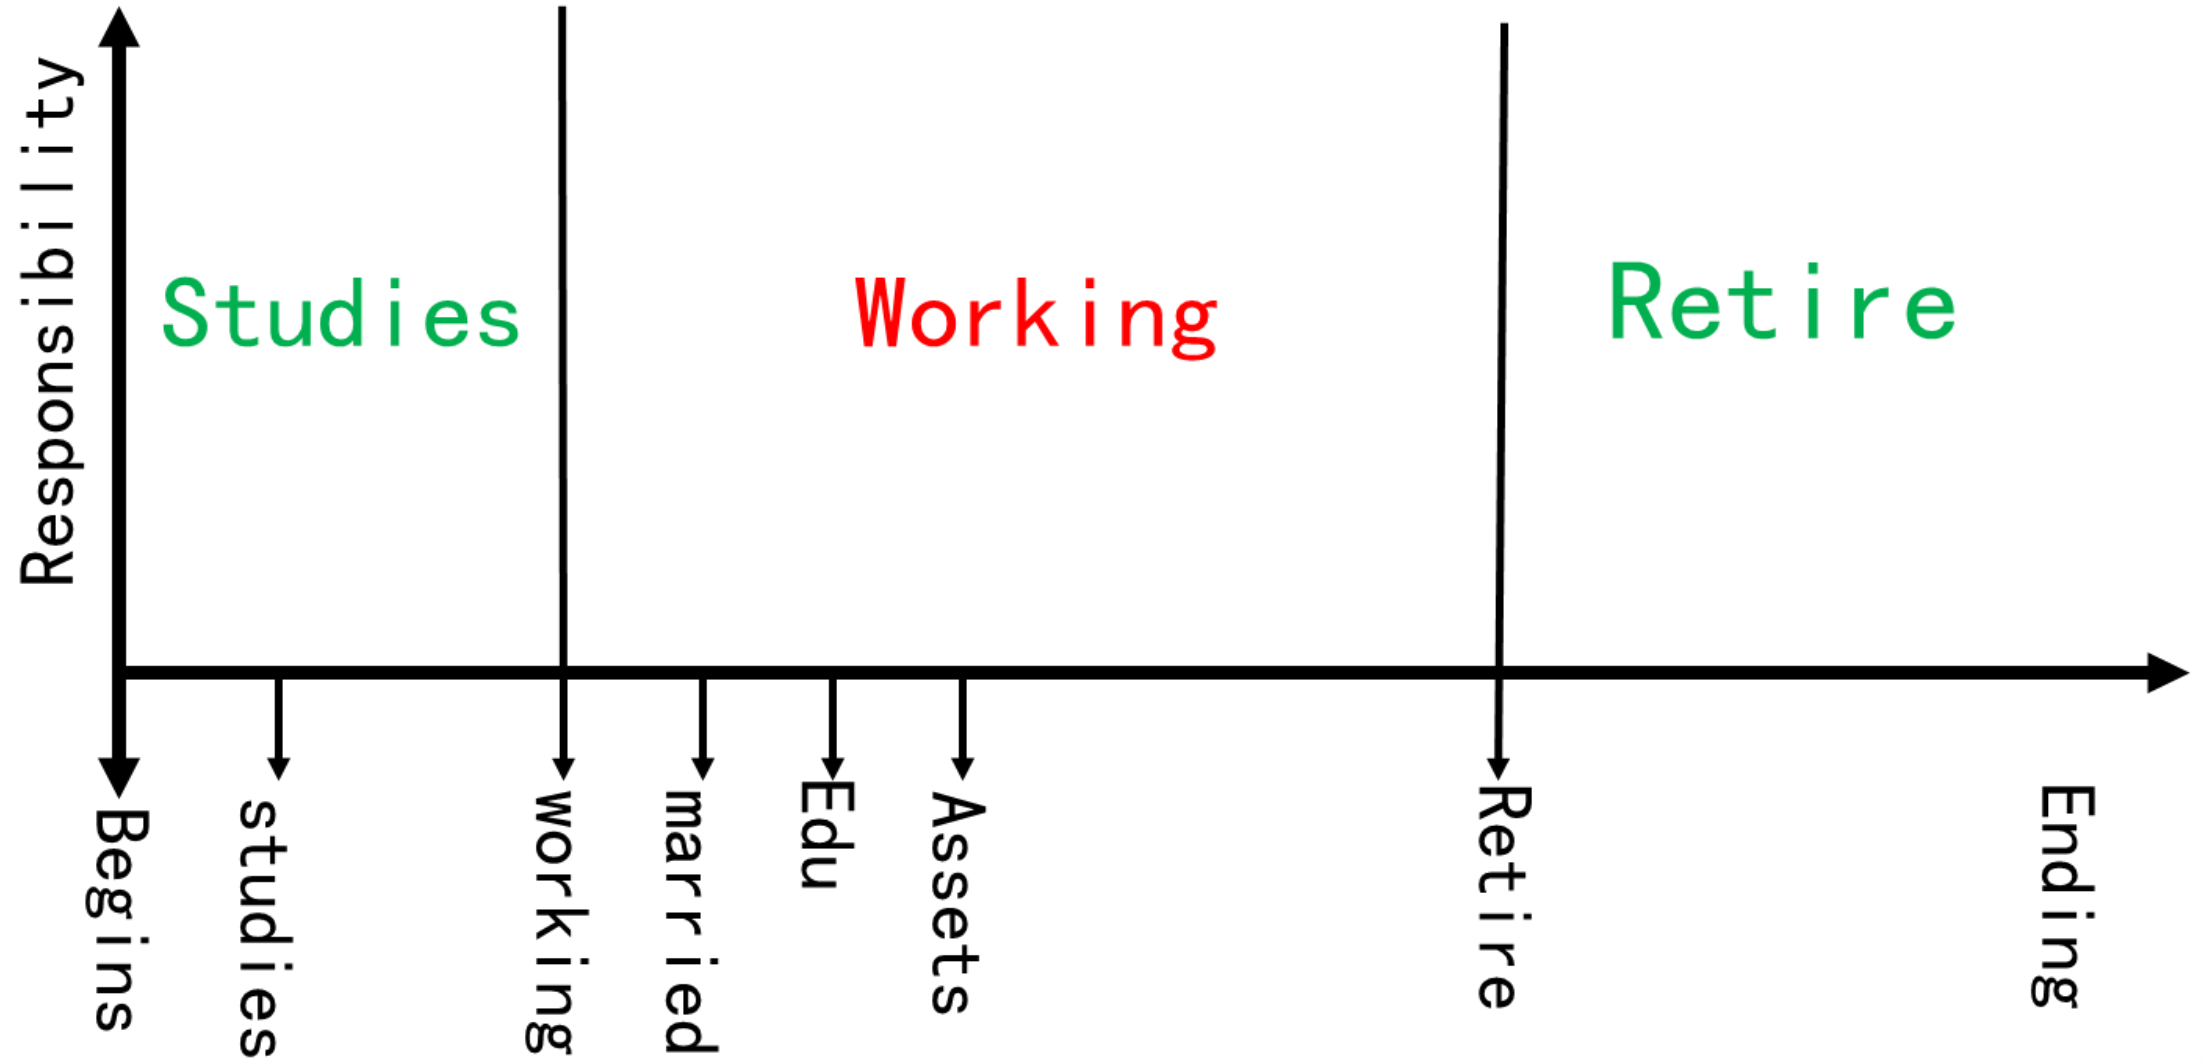 Responsibility
Studies
Working
Retire
Begins
studies
working
married
Edu
Assets
Retire
Ending